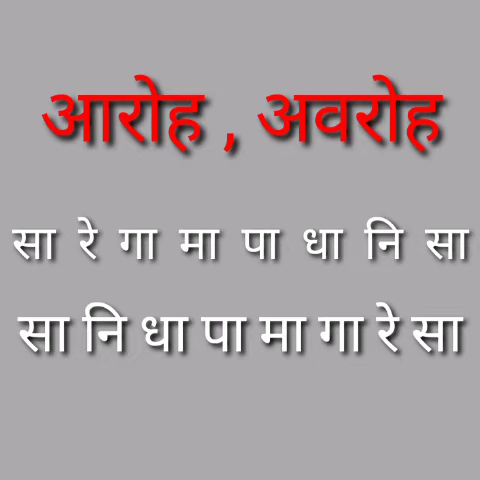 आरोह , अवरोह
सा रे गा मा पा धा नि सा
सा नि धा पा मा गा रे सा